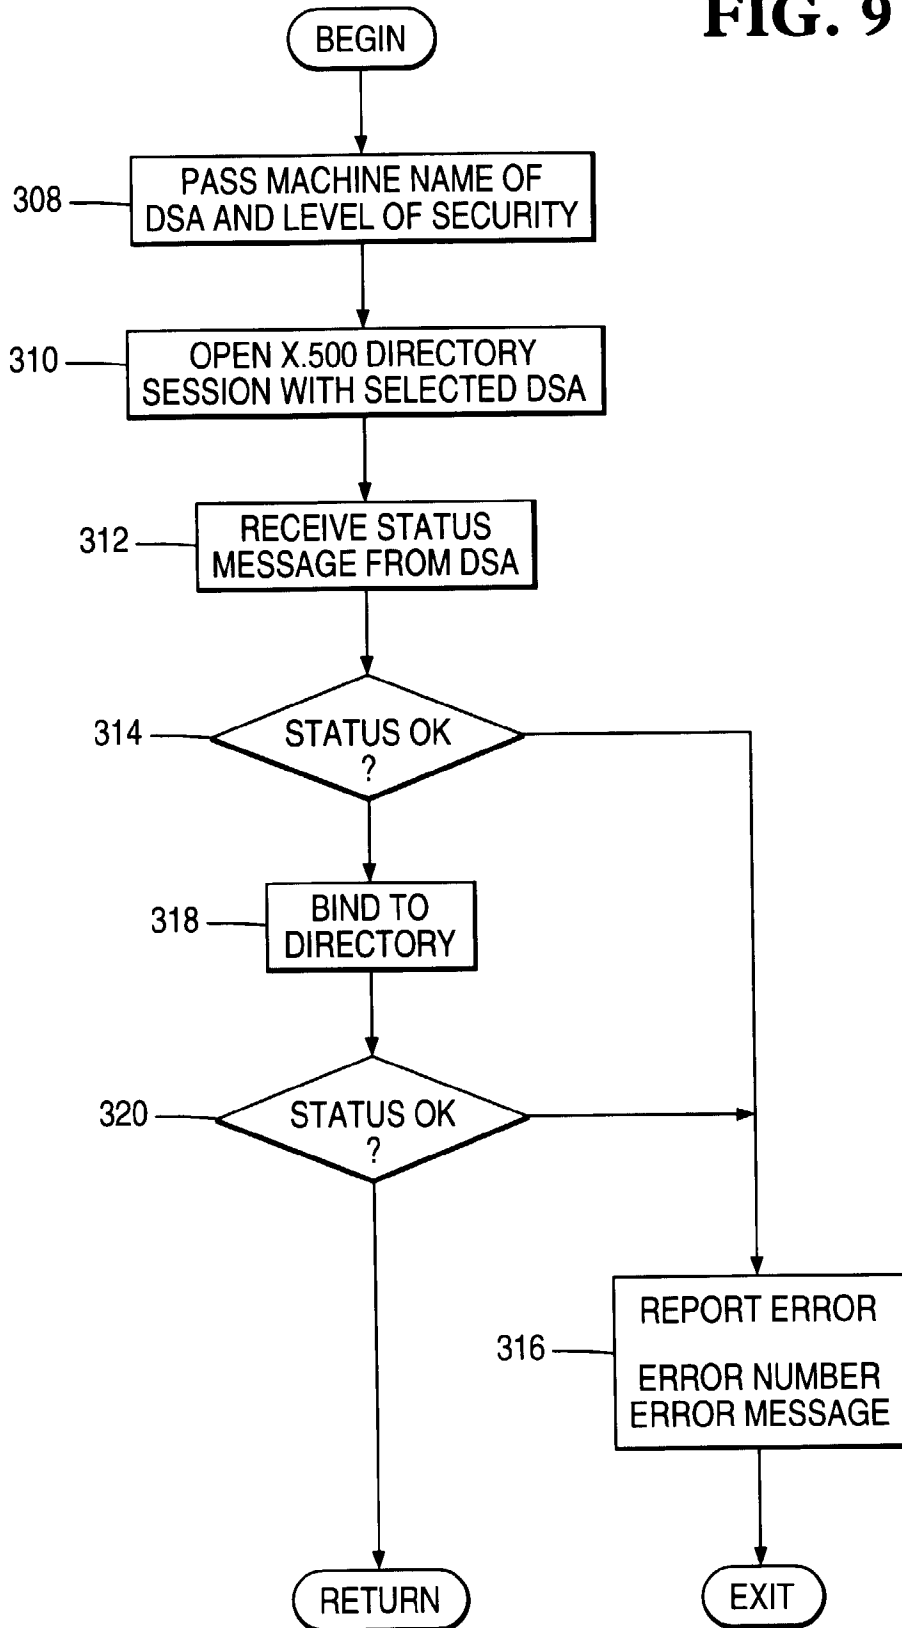 FIG. 9
BEGIN
308
PASS MACHINE NAME OF
DSA AND LEVEL OF SECURITY
310
OPEN X.500 DIRECTORY
SESSION WITH SELECTED DSA
312
RECEIVE STATUS
MESSAGE FROM DSA
314
STATUS OK
?
318
BIND TO
DIRECTORY
320
STATUS OK
?
316
REPORT ERROR
ERROR NUMBER
ERROR MESSAGE
RETURN
EXIT